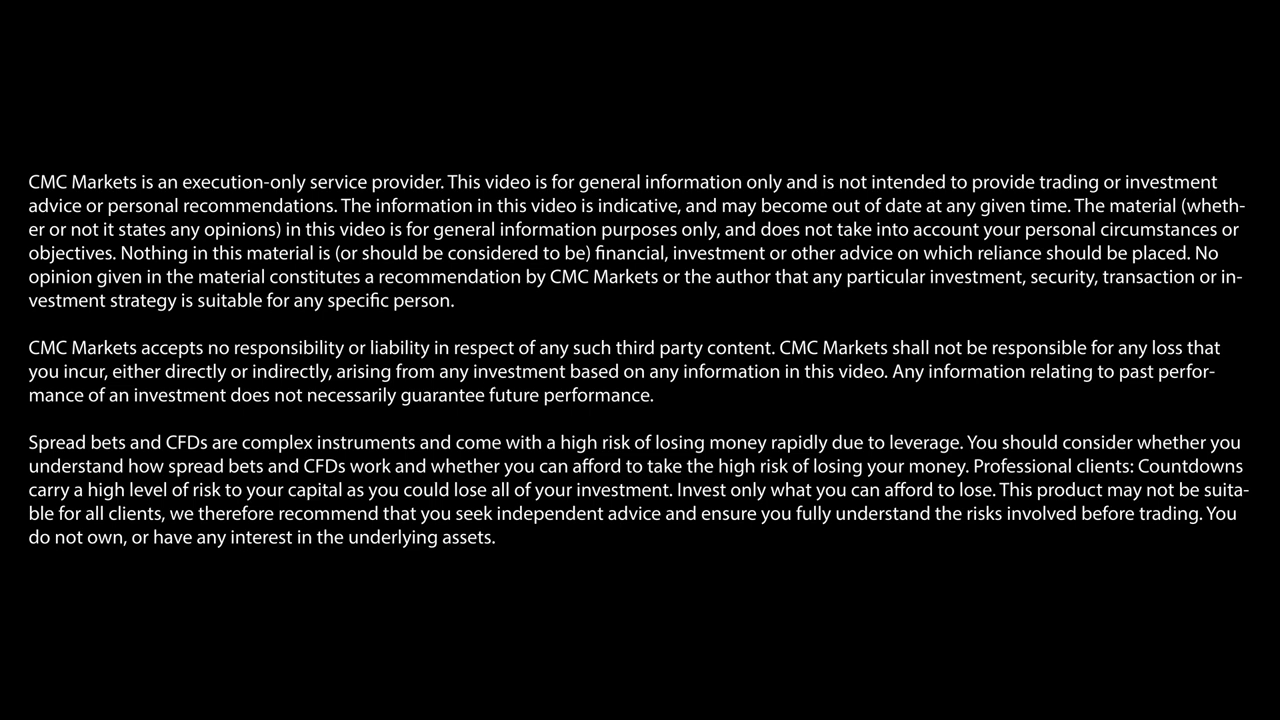 CMC Markets is an execution-only service provider. This video is for general information only and is not intended to provide trading or investment
advice or personal recommendations. The information in this video is indicative, and may become out of date at any given time. The material (wheth-
er or not it states any opinions) in this video is for general information purposes only, and does not take into account your personal circumstances or
objectives. Nothing in this material is (or should be considered to be) financial, investment or other advice on which reliance should be placed. No
opinion given in the material constitutes a recommendation by CMC Markets or the author that any particular investment, security, transaction or in-
vestment strategy is suitable for any specific person.
CMC Markets accepts no responsibility or liability in respect of any such third party content. CMC Markets shall not be responsible for any loss that
you incur, either directly or indirectly, arising from any investment based on any information in this video. Any information relating to past perfor-
mance of an investment does not necessarily guarantee future performance.
Spread bets and CFDs are complex instruments and come with a high risk of losing money rapidly due to leverage. You should consider whether you
understand how spread bets and CFDs work and whether you can afford to take the high risk of losing your money. Professional clients: Countdowns
carry a high level of risk to your capital as you could lose all of your investment. Invest only what you can afford to lose. This product may not be suita-
ble for all clients, we therefore recommend that you seek independent advice and ensure you fully understand the risks involved before trading. You
do not own, or have any interest in the underlying assets.